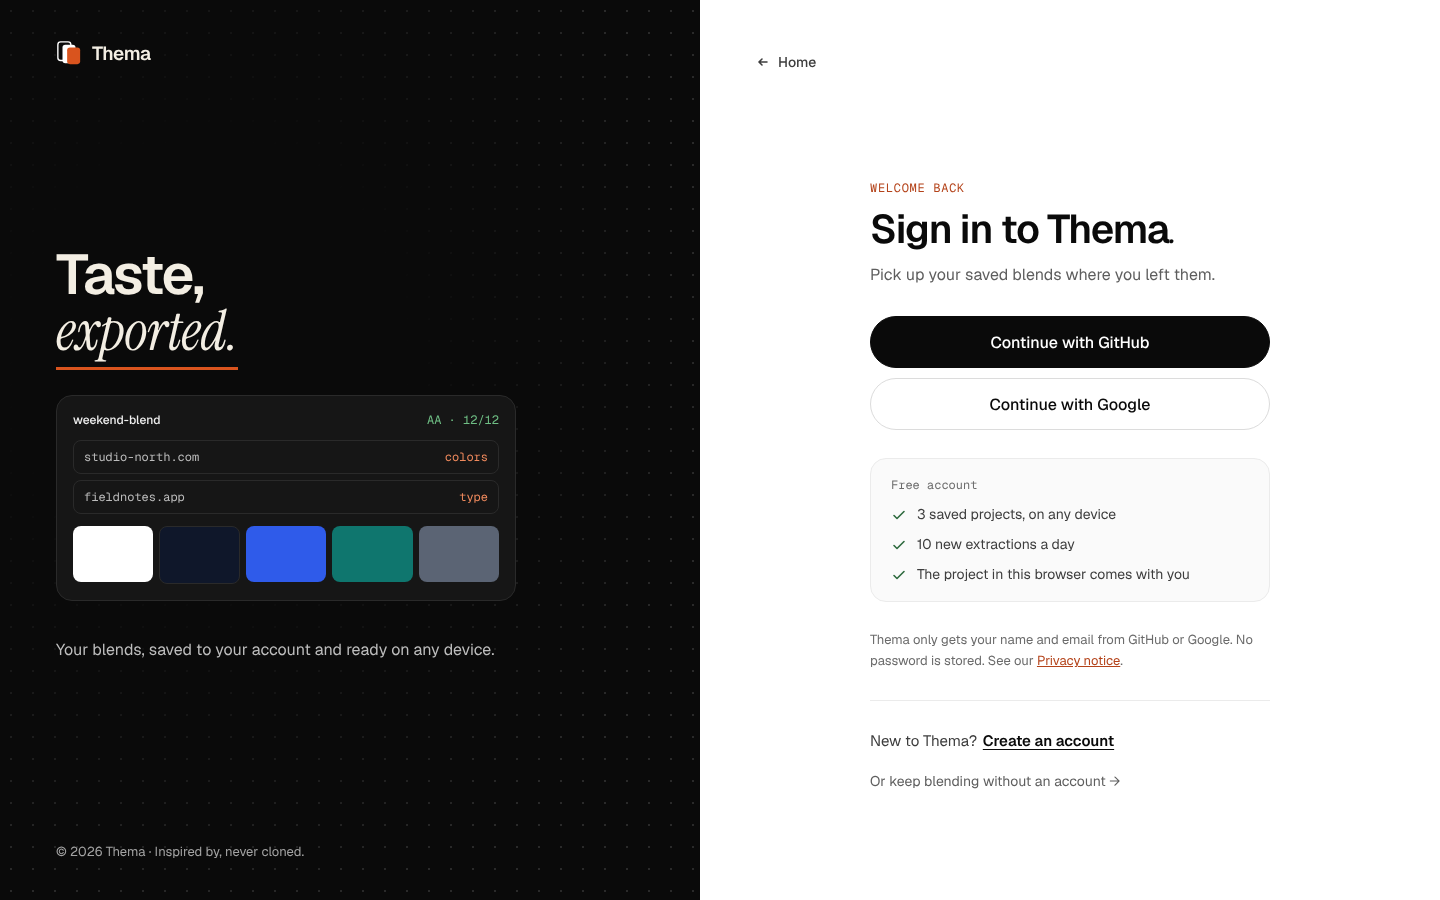 Thema
Taste,
exported.
weekend-blend
AA · 12/12
studio-north.com
colors
fieldnotes.app
type
Your blends, saved to your account and ready on any device.
© 2026 Thema · Inspired by, never cloned.
← Home
WELCOME BACK
Sign in to Thema.
Pick up your saved blends where you left them.
Continue with GitHub
Continue with Google
Free account
3 saved projects, on any device
10 new extractions a day
The project in this browser comes with you
Thema only gets your name and email from GitHub or Google. No
password is stored. See our Privacy notice.
New to Thema? Create an account
Or keep blending without an account →